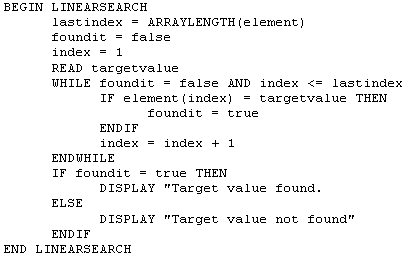 BEGIN LINEARSEARCH
lastindex = ARRAYLENGTH(element)
foundit = false
index = 1
READ targetvalue
WHILE foundit = false AND index <= lastindex
IF element(index) = targetvalue THEN
foundit = true
ENDIF
index = index + 1
ENDWHILE
IF foundit = true THEN
DISPLAY "Target value found.
ELSE
DISPLAY "Target value not found"
ENDIF
END LINEARSEARCH